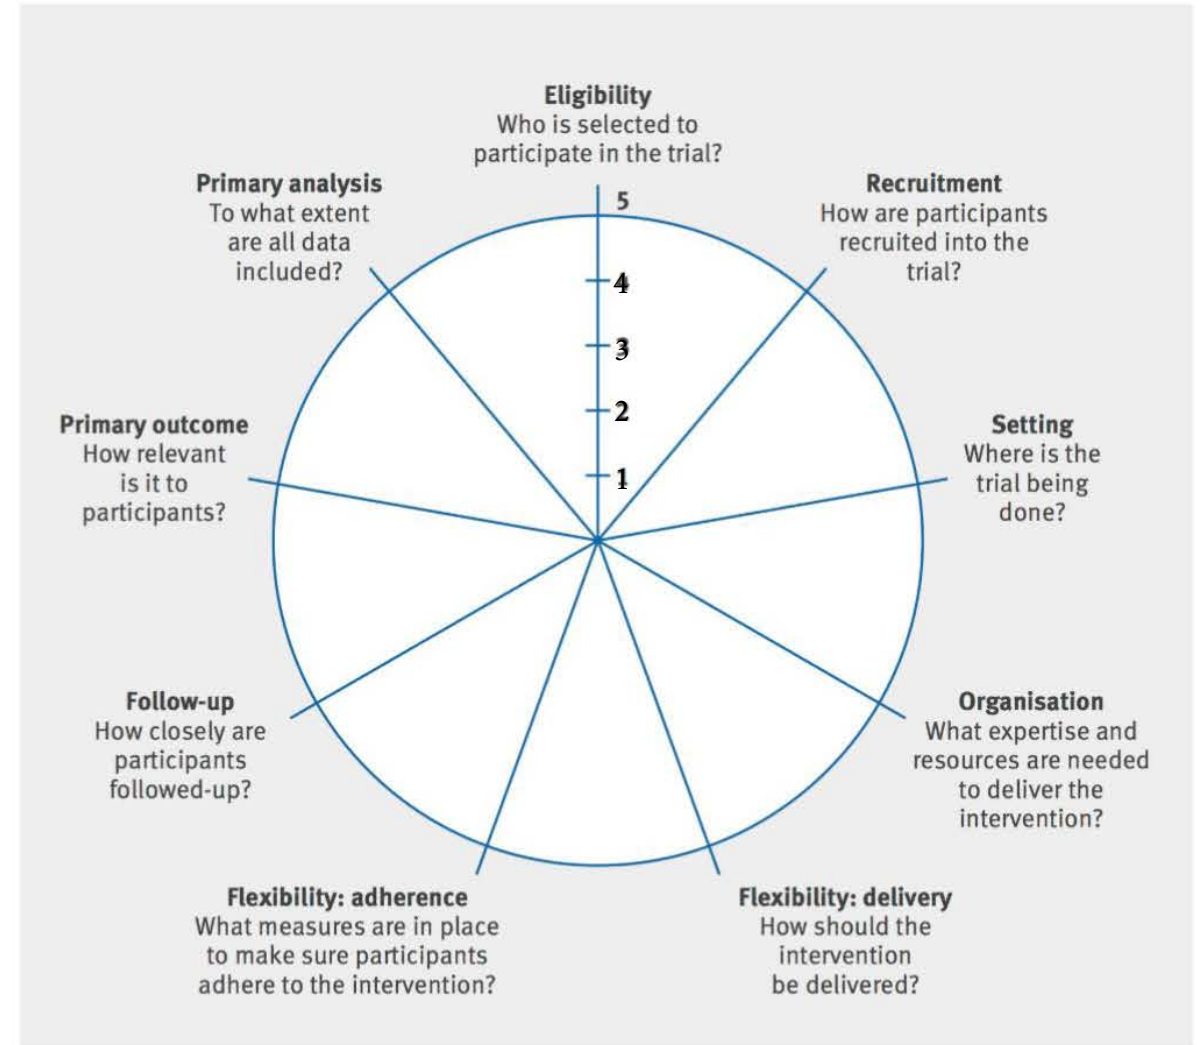 Eligibility
Who is selected to
participate in the trial?
5
4
3
2
1
Recruitment
How are participants
recruited into the
trial?
Setting
Where is the
trial being
done?
Organisation
What expertise and
resources are needed
to deliver the
intervention?
Flexibility: delivery
How should the
intervention
be delivered?
Flexibility: adherence
What measures are in place
to make sure participants
adhere to the intervention?
Follow-up
How closely are
participants
followed-up?
Primary outcome
How relevant
is it to
participants?
Primary analysis
To what extent
are all data
included?